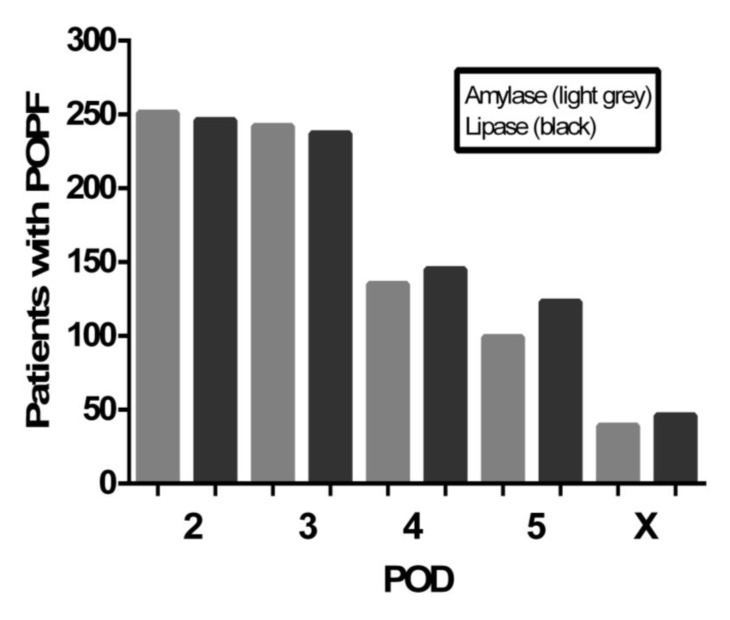 300
250
200
150
100
50
0
Patients with POPF
Amylase (light grey)
Lipase (black)
2 3 4 5 X
POD